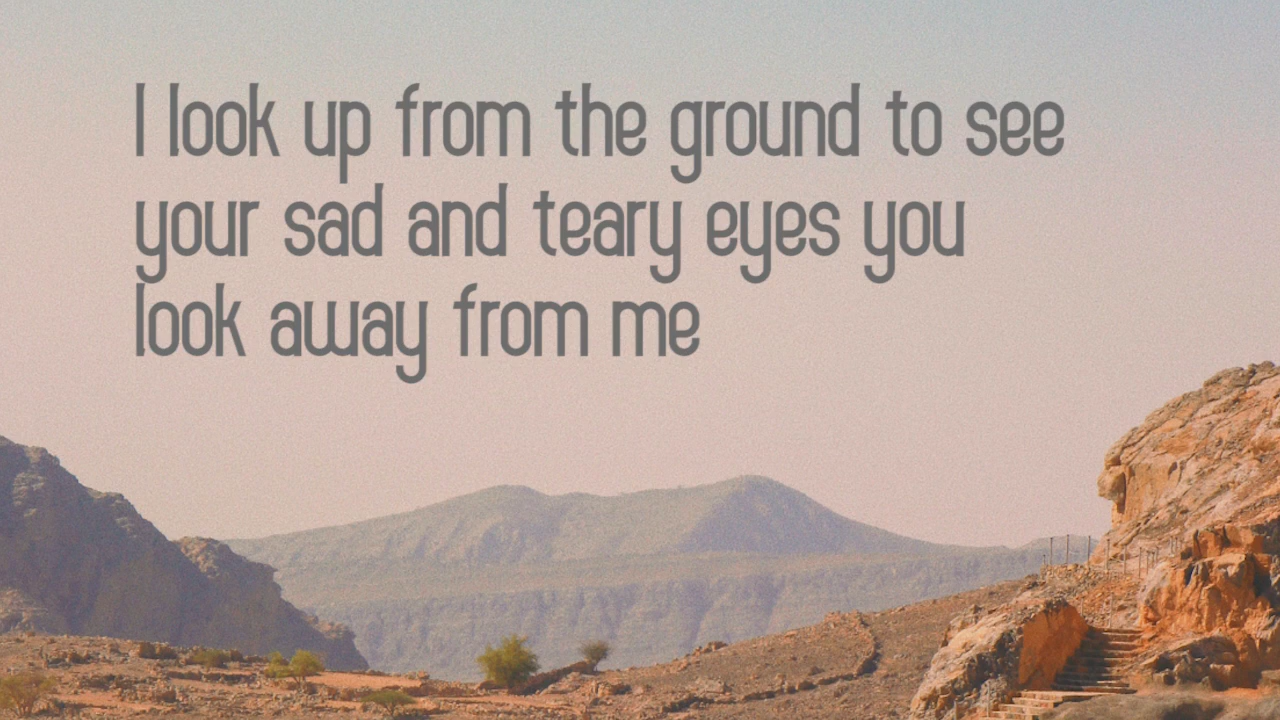 I look up from the ground to see
your sad and teary eyes you
look away from me